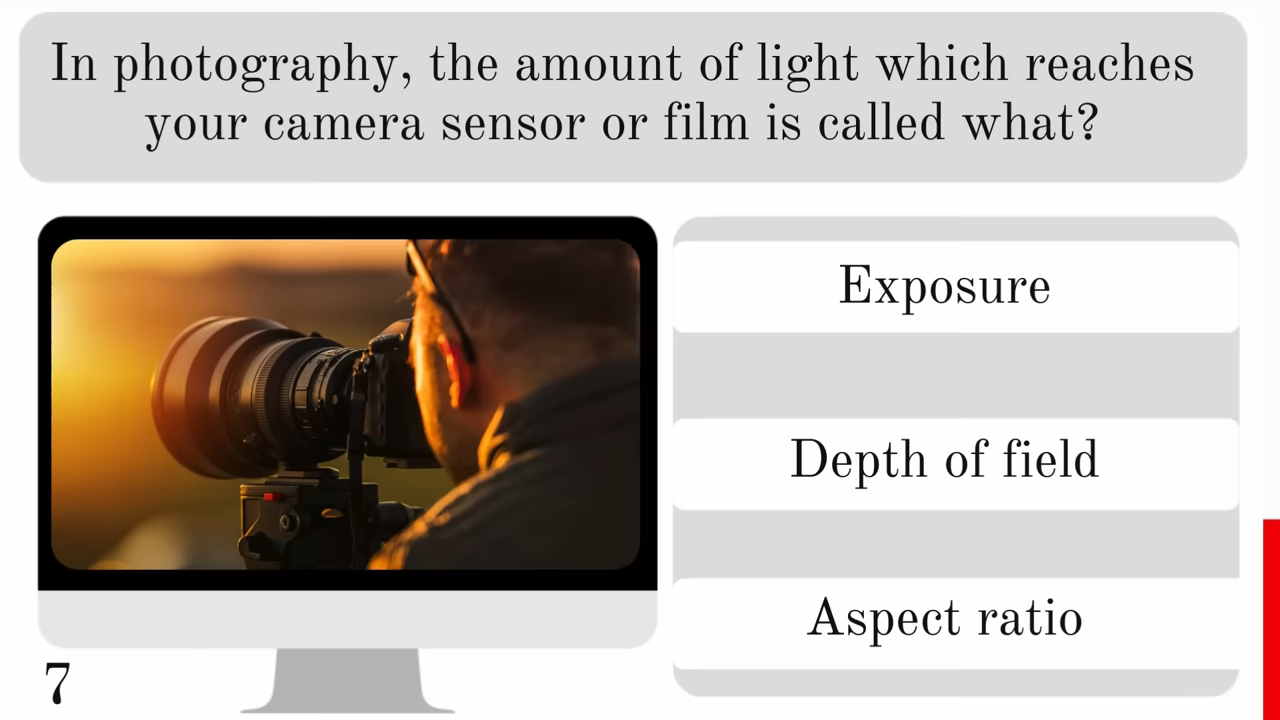 In photography, the amount of light which reaches
your camera sensor or film is called what?
Exposure
Depth of field
Aspect ratio
7